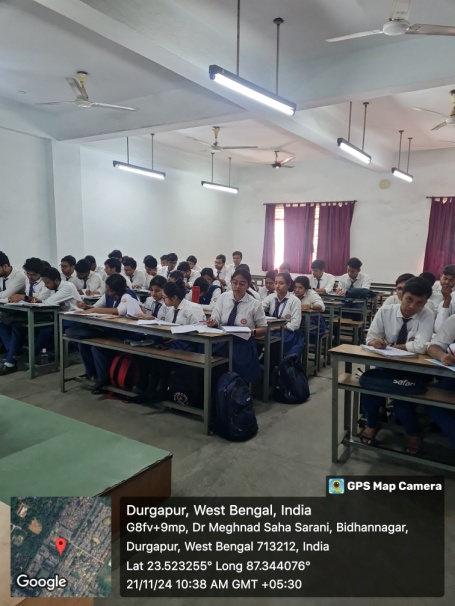 GPS Map Camera
Durgapur, West Bengal, India
G8fv+9mp, Dr Meghnad Saha Sarani, Bidhannagar,
Durgapur, West Bengal 713212, India
Lat 23.523255° Long 87.344076°
21/11/24 10:38 AM GMT +05:30
Google
safari